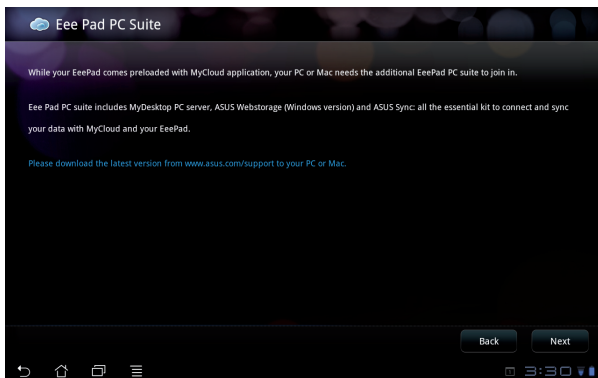 Eee Pad PC Suite
While your EeePad comes preloaded with MyCloud application, your PC or Mac needs the additional EeePad PC suite to join in.
Eee Pad PC suite includes MyDesktop PC server, ASUS Webstorage (Windows version) and ASUS Sync: all the essential kit to connect and sync
your data with MyCloud and your EeePad.
Please download the latest version from www.asus.com/support to your PC or Mac.
Back Next
3:30